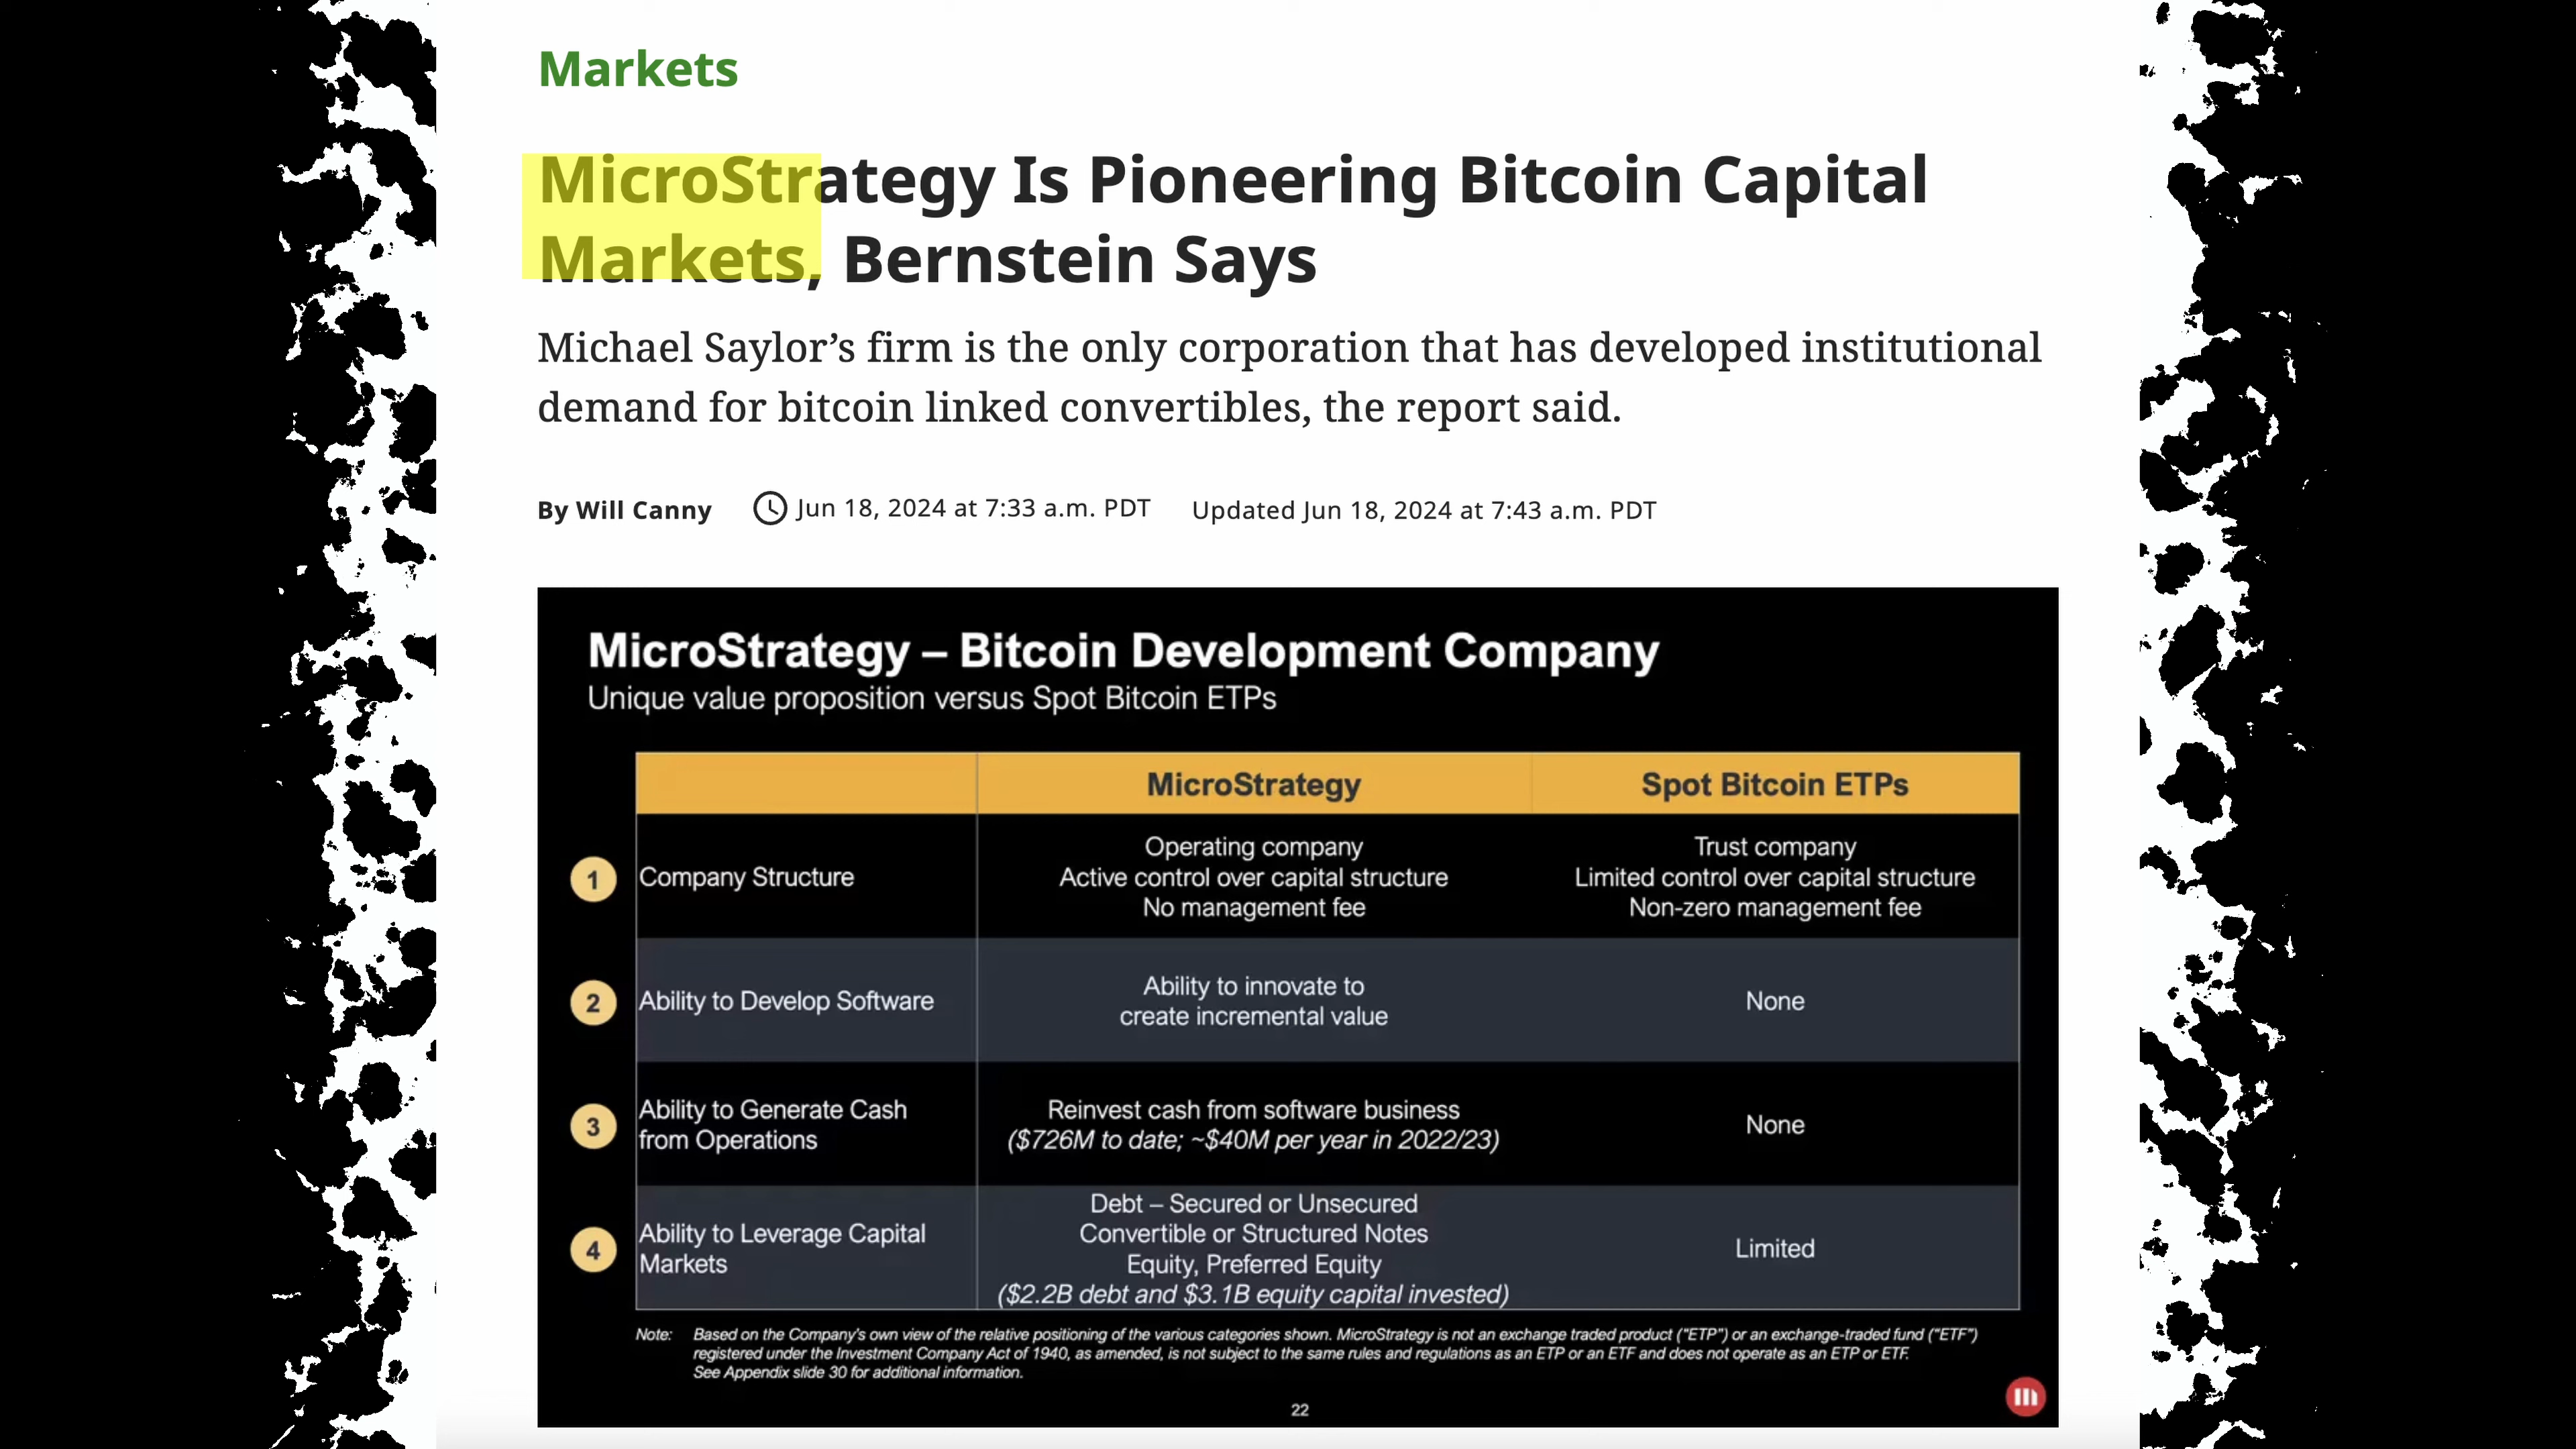 Markets
MicroStrategy Is Pioneering Bitcoin Capital
Markets, Bernstein Says
Michael Saylor’s firm is the only corporation that has developed institutional
demand for bitcoin linked convertibles, the report said.
By Will Canny Jun 18, 2024 at 7:33 a.m. PDT Updated Jun 18, 2024 at 7:43 a.m. PDT
MicroStrategy – Bitcoin Development Company
Unique value proposition versus Spot Bitcoin ETPs
MicroStrategy Spot Bitcoin ETPs
1 Company Structure
Operating company
Active control over capital structure
No management fee
Trust company
Limited control over capital structure
Non-zero management fee
2 Ability to Develop Software
Ability to innovate to
create incremental value
None
3 Ability to Generate Cash
from Operations
Reinvest cash from software business
($726M to date; ~$40M per year in 2022/23)
None
4 Ability to Leverage Capital
Markets
Debt – Secured or Unsecured
Convertible or Structured Notes
Equity, Preferred Equity
($2.2B debt and $3.1B equity capital invested)
Limited
Note: Based on the Company's own view of the relative positioning of the various categories shown. MicroStrategy is not an exchange traded product ("ETP") or an exchange-traded fund ("ETF")
registered under the Investment Company Act of 1940, as amended, is not subject to the same rules and regulations as an ETP or an ETF and does not operate as an ETP or ETF.
See Appendix slide 30 for additional information.
22